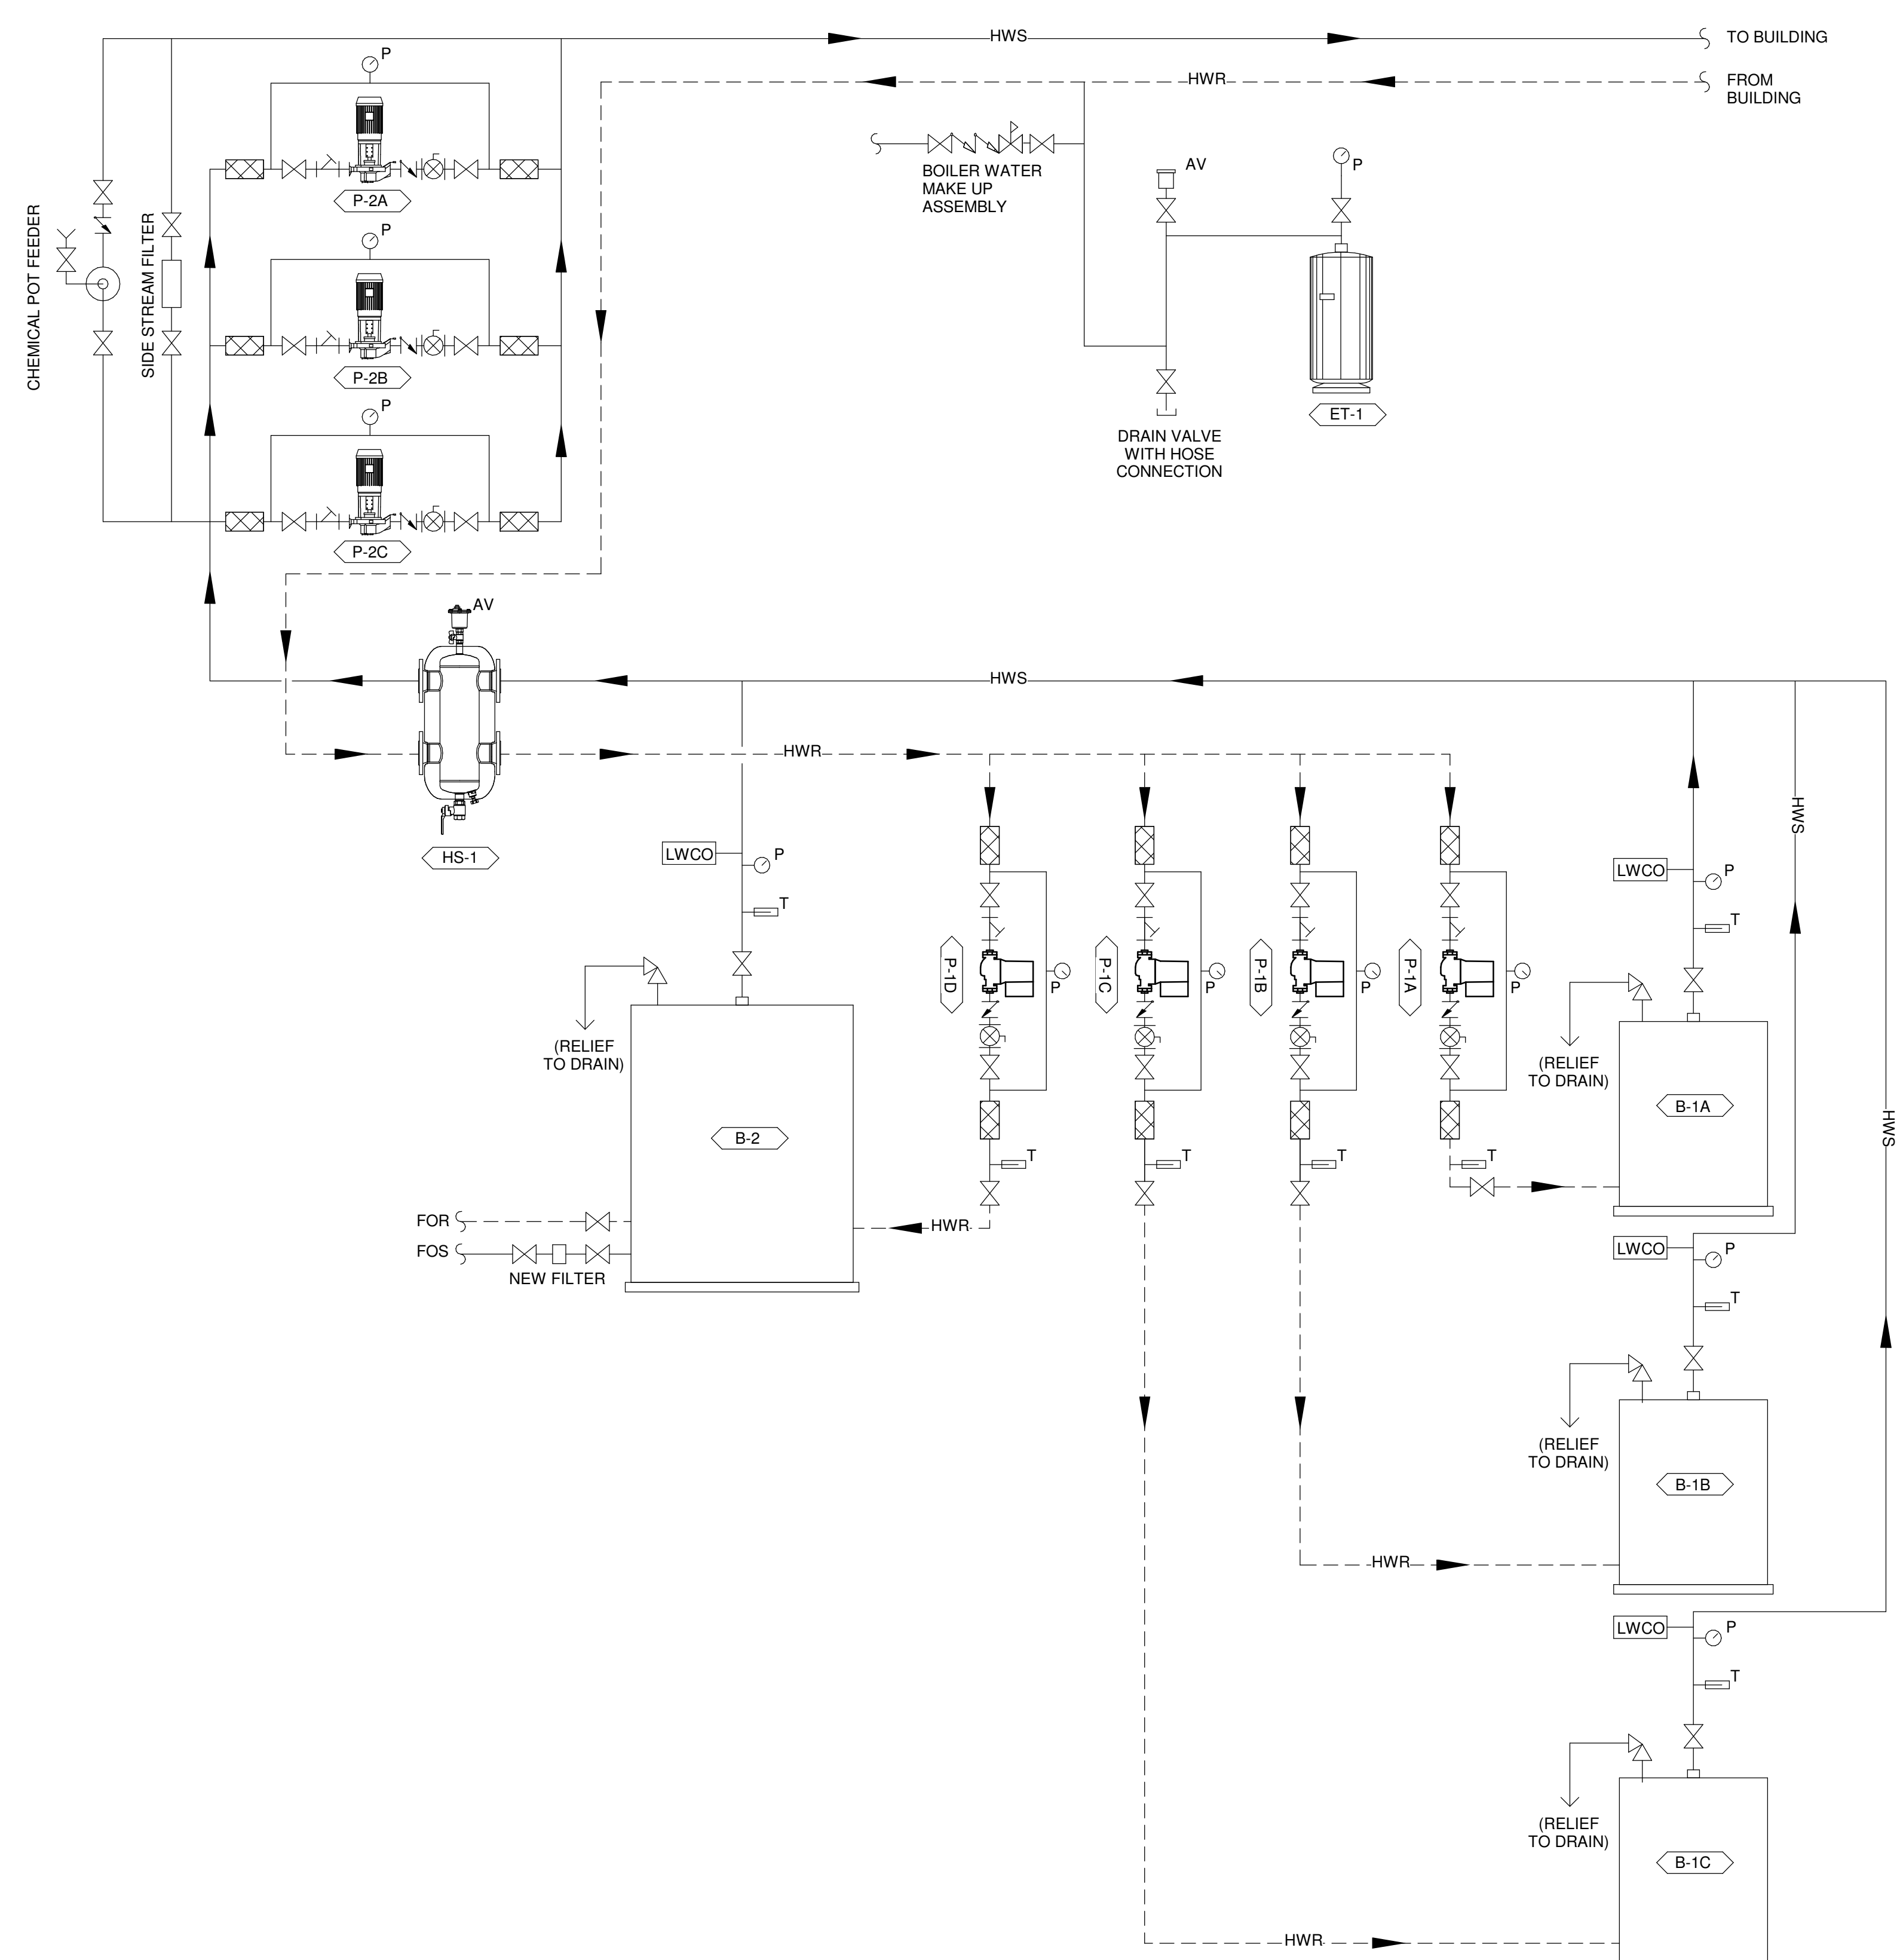 HWS
TO BUILDING
HWR
FROM
BUILDING
P
P-2A
BOILER WATER
MAKE UP
ASSEMBLY
AV
P
CHEMICAL POT FEEDER
SIDE STREAM FILTER
P
P-2B
P
P-2C
ET-1
DRAIN VALVE
WITH HOSE
CONNECTION
AV
HWS
HWR
HS-1
HWS
HWS
LWCO
P
T
P-1D
P
P-1C
P
P-1B
P
P-1A
P
LWCO
P
T
(RELIEF
TO DRAIN)
(RELIEF
TO DRAIN)
B-2
B-1A
T
T
T
T
FOR
FOS
NEW FILTER
HWR
LWCO
P
T
(RELIEF
TO DRAIN)
B-1B
HWR
LWCO
P
T
(RELIEF
TO DRAIN)
B-1C
HWR